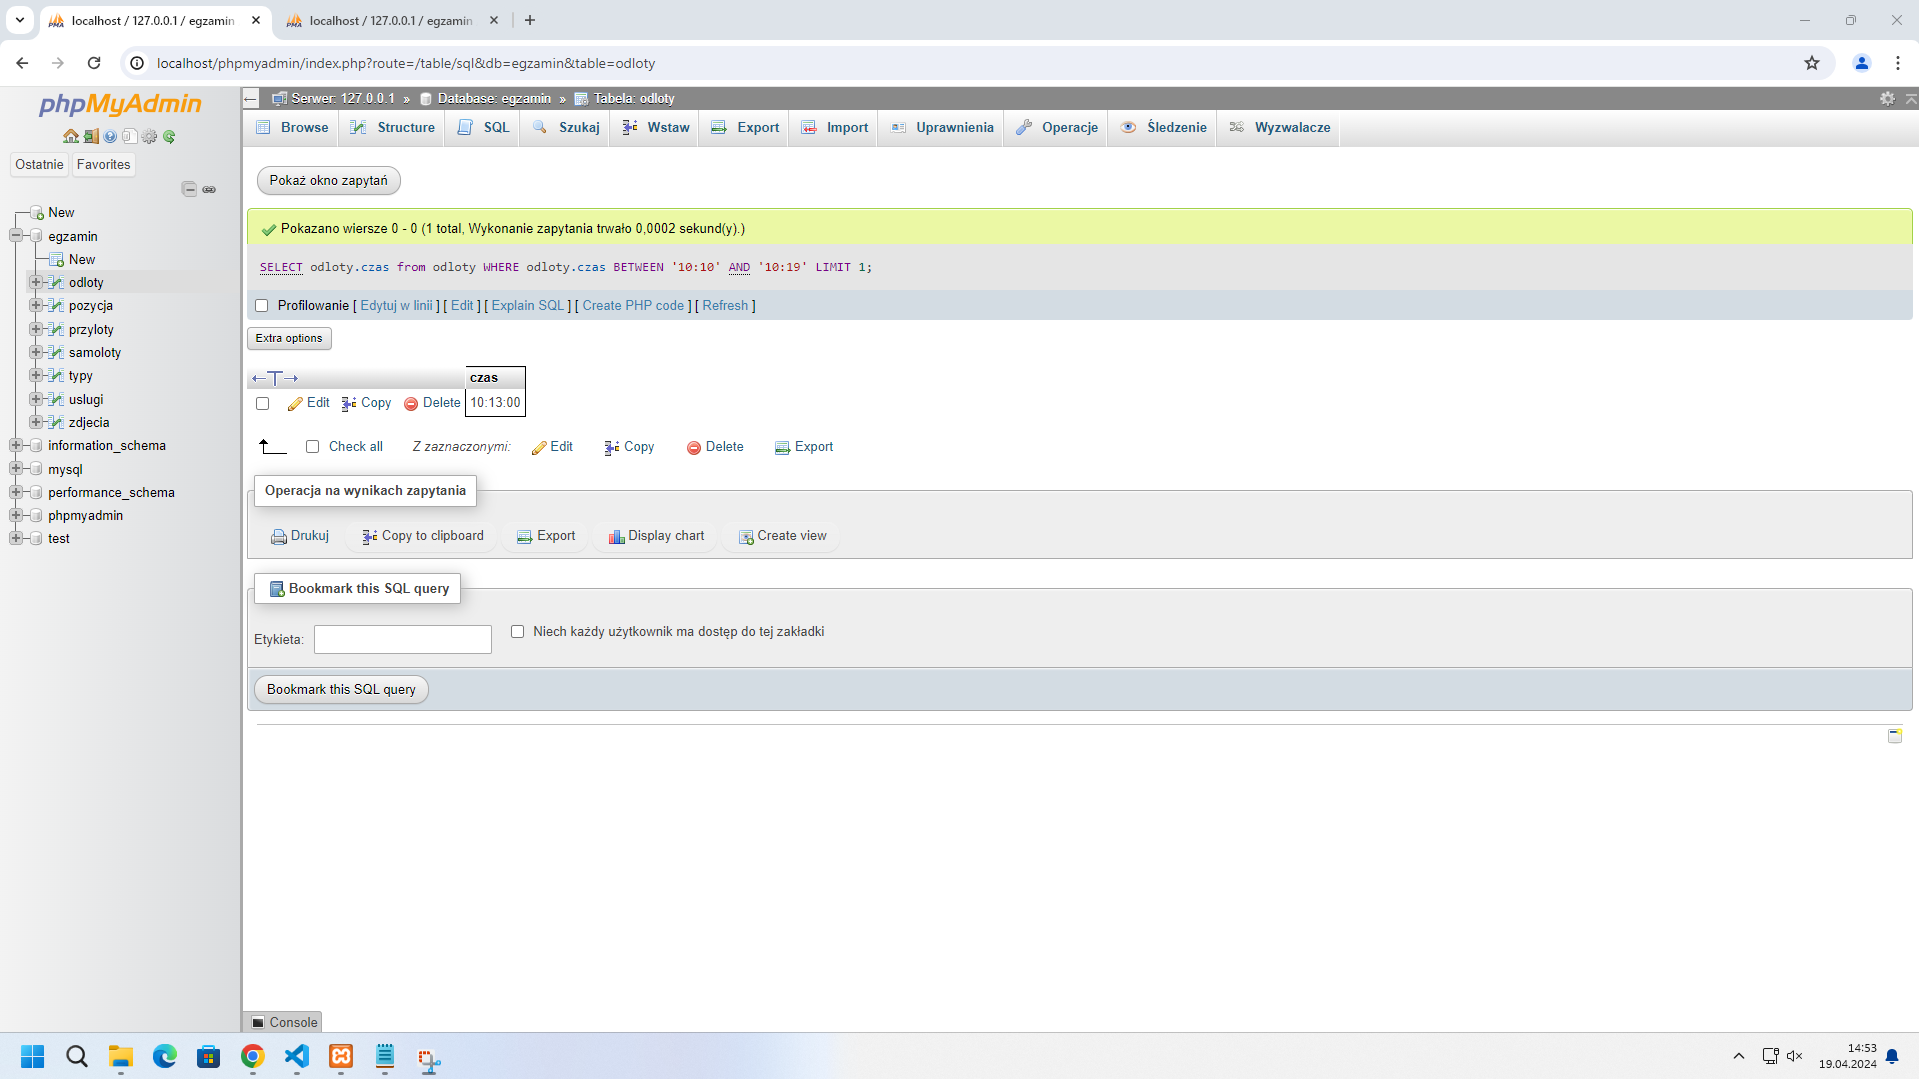 localhost / 127.0.0.1 / egzamin
localhost / 127.0.0.1 / egzamin
localhost/phpmyadmin/index.php?route=/table/sql&db=egzamin&table=odloty
phpMyAdmin
Ostatnie
Favorites
New
egzamin
New
odloty
pozycja
przyloty
samoloty
typy
uslugi
zdjecia
information_schema
mysql
performance_schema
phpmyadmin
test
Serwer: 127.0.0.1 » Database: egzamin » Tabela: odloty
Browse Structure SQL Szukaj Wstaw Export Import Uprawnienia Operacje Śledzenie Wyzwalacze
Pokaż okno zapytań
Pokazano wiersze 0 - 0 (1 total, Wykonanie zapytania trwało 0,0002 sekund(y).)
SELECT odloty.czas from odloty WHERE odloty.czas BETWEEN '10:10' AND '10:19' LIMIT 1;
Profilowanie [ Edytuj w linii ] [ Edit ] [ Explain SQL ] [ Create PHP code ] [ Refresh ]
Extra options
←T→ czas
Edit Copy Delete 10:13:00
Check all Z zaznaczonymi: Edit Copy Delete Export
Operacja na wynikach zapytania
Drukuj Copy to clipboard Export Display chart Create view
Bookmark this SQL query
Etykieta: Niech każdy użytkownik ma dostęp do tej zakładki
Bookmark this SQL query
Console
14:53
19.04.2024